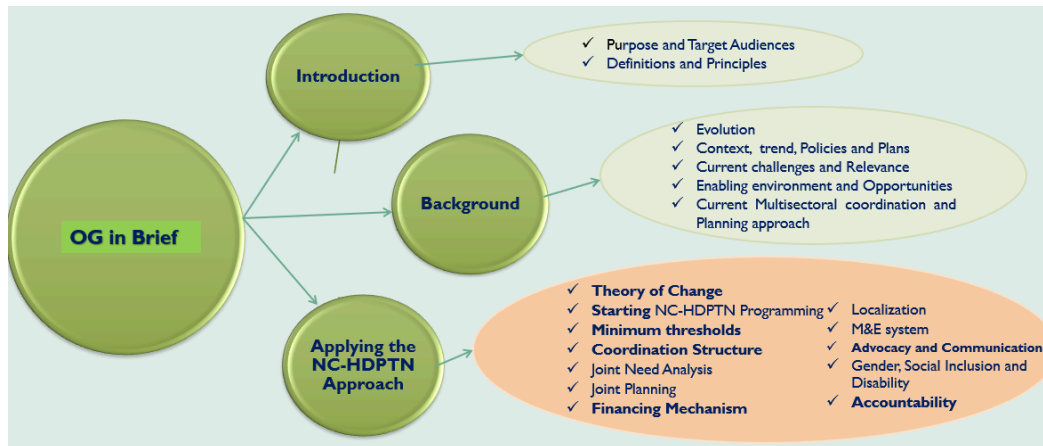 OG in Brief
Introduction
✓ Purpose and Target Audiences
✓ Definitions and Principles
Background
✓ Evolution
✓ Context, trend, Policies and Plans
✓ Current challenges and Relevance
✓ Enabling environment and Opportunities
✓ Current Multisectoral coordination and
Planning approach
Applying the
NC-HDPTN
Approach
✓ Theory of Change
✓ Starting NC-HDPTN Programming
✓ Minimum thresholds
✓ Coordination Structure
✓ Joint Need Analysis
✓ Joint Planning
✓ Financing Mechanism
✓ Localization
✓ M&E system
✓ Advocacy and Communication
✓ Gender, Social Inclusion and
Disability
✓ Accountability